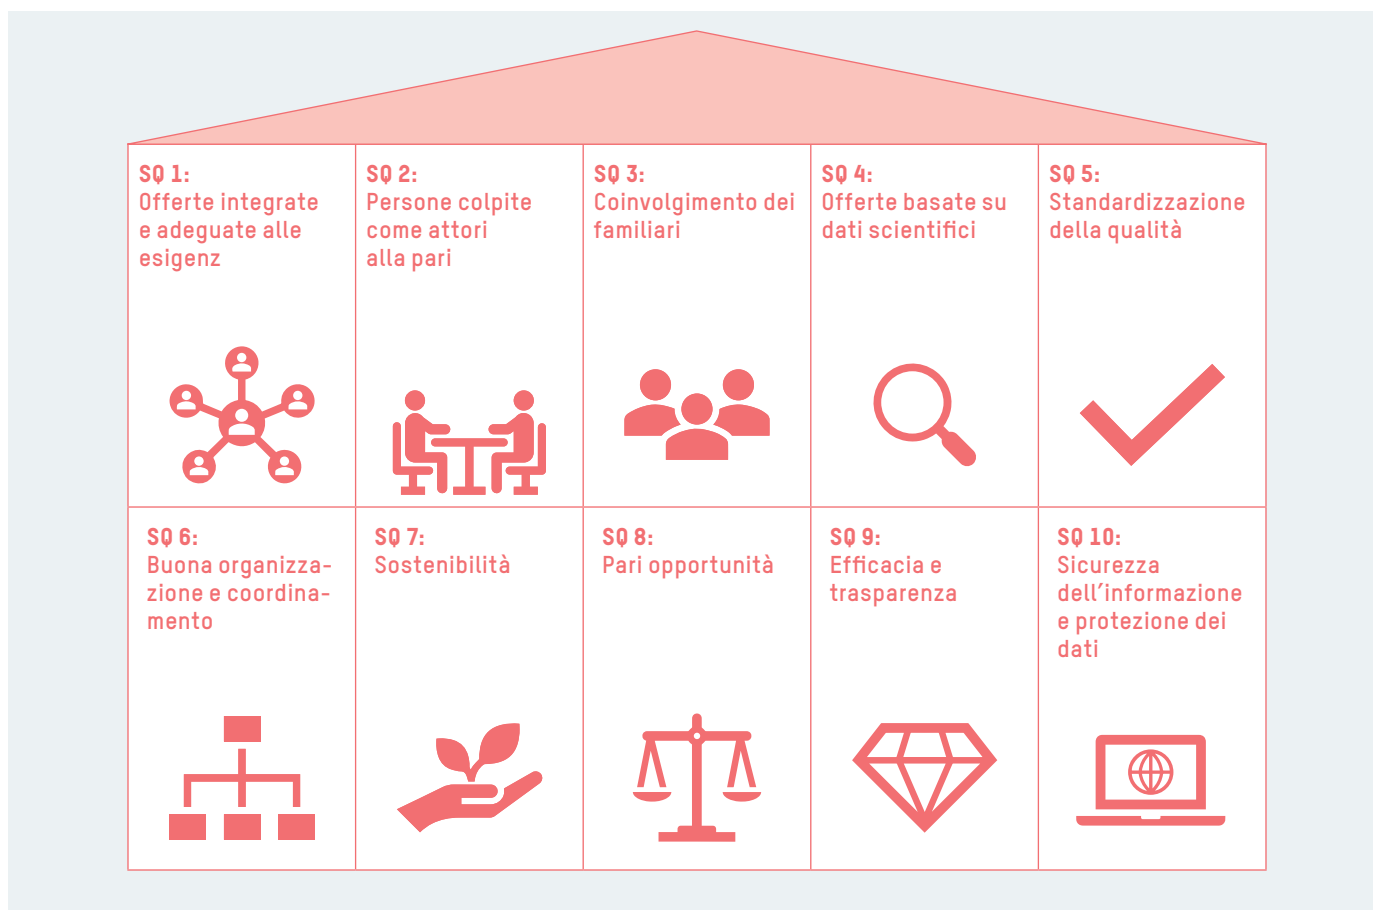 SQ 1:
Offerte integrate
e adeguate alle
esigenz
SQ 2:
Persone colpite
come attori
alla pari
SQ 3:
Coinvolgimento dei
familiari
SQ 4:
Offerte basate su
dati scientifici
SQ 5:
Standardizzazione
della qualità
SQ 6:
Buona organizza-
zione e coordina-
mento
SQ 7:
Sostenibilità
SQ 8:
Pari opportunità
SQ 9:
Efficacia e
trasparenza
SQ 10:
Sicurezza
dell’informazione
e protezione dei
dati